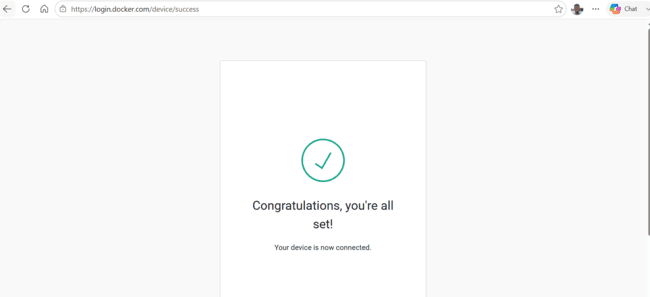 https://login.docker.com/device/success
Chat
Congratulations, you're all
set!
Your device is now connected.